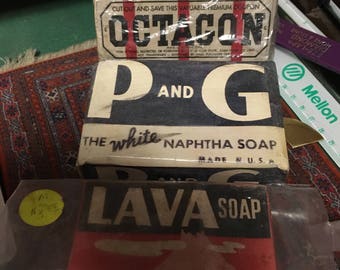 CUT OUT AND SAVE THIS VALUABLE PREMIUM COUPON
OCTAGON
P AND G
THE white NAPHTHA SOAP
MADE IN U.S.A.
P AND G
LAVA SOAP
Mellon